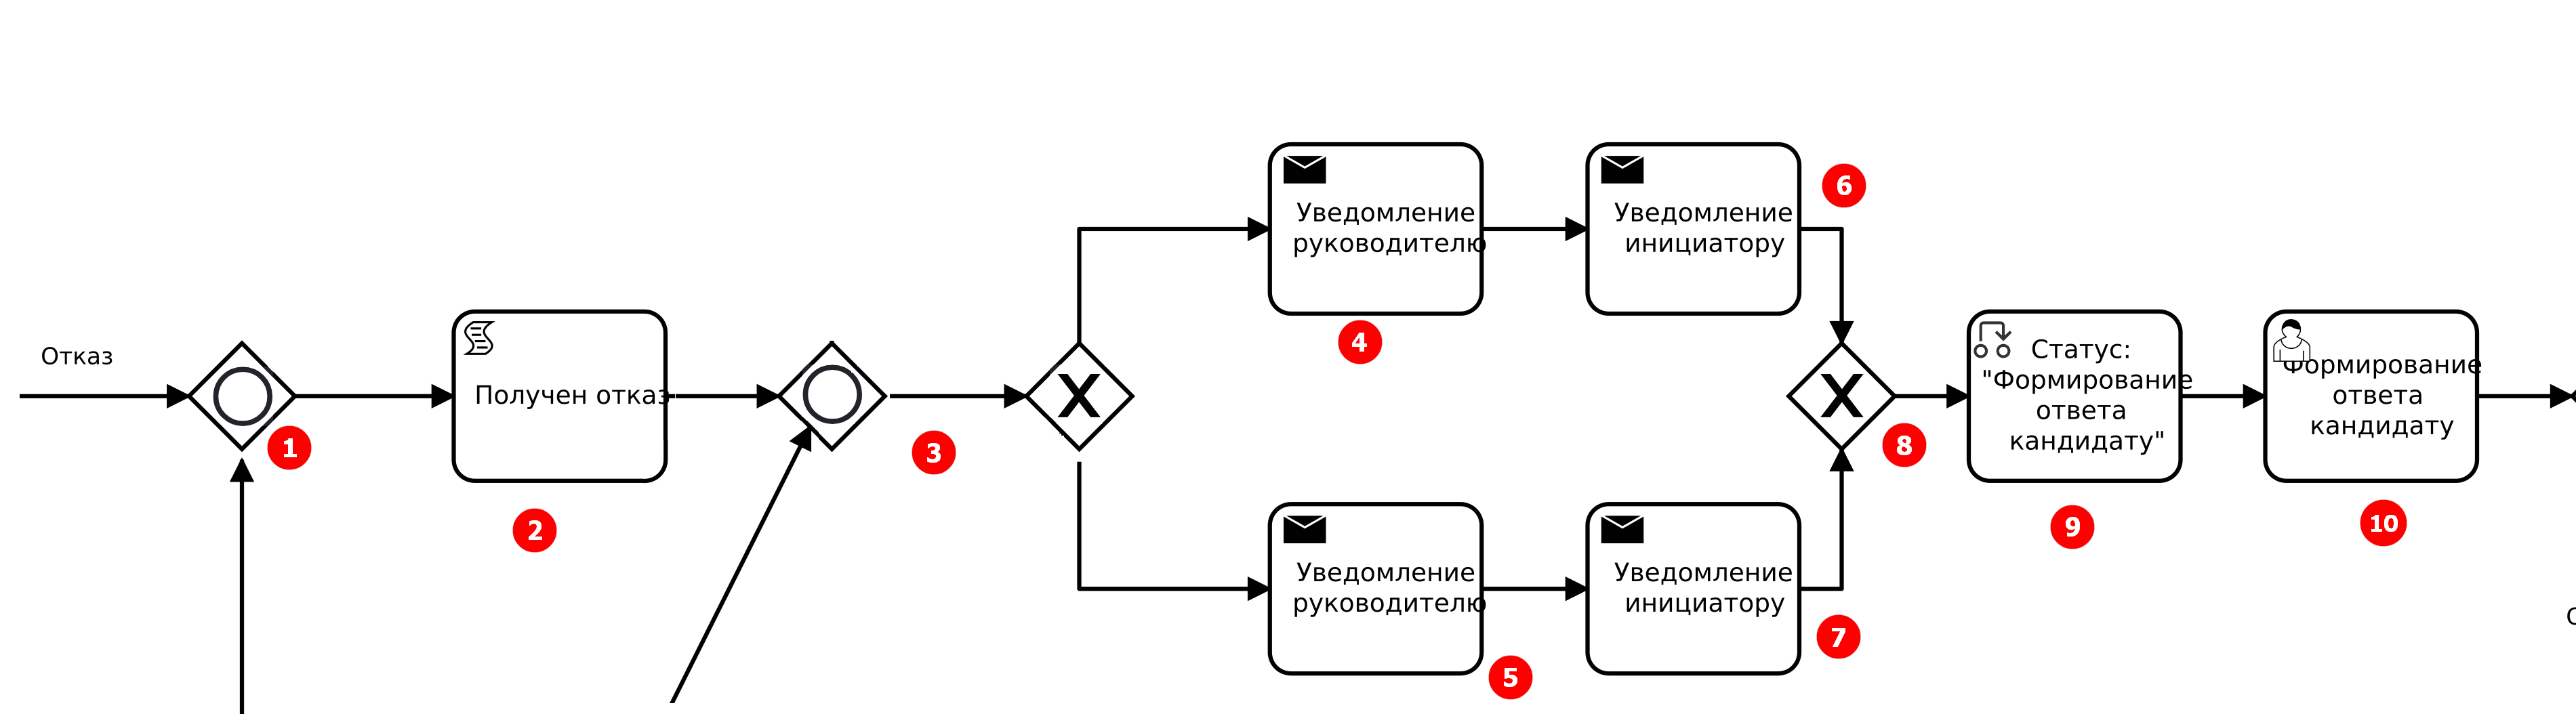 Отказ
1
Получен отказ
2
3
Уведомление
руководителю
4
Уведомление
инициатору
6
Уведомление
руководителю
5
Уведомление
инициатору
7
8
Статус:
"Формирование
ответа
кандидату"
9
Формирование
ответа
кандидату
10